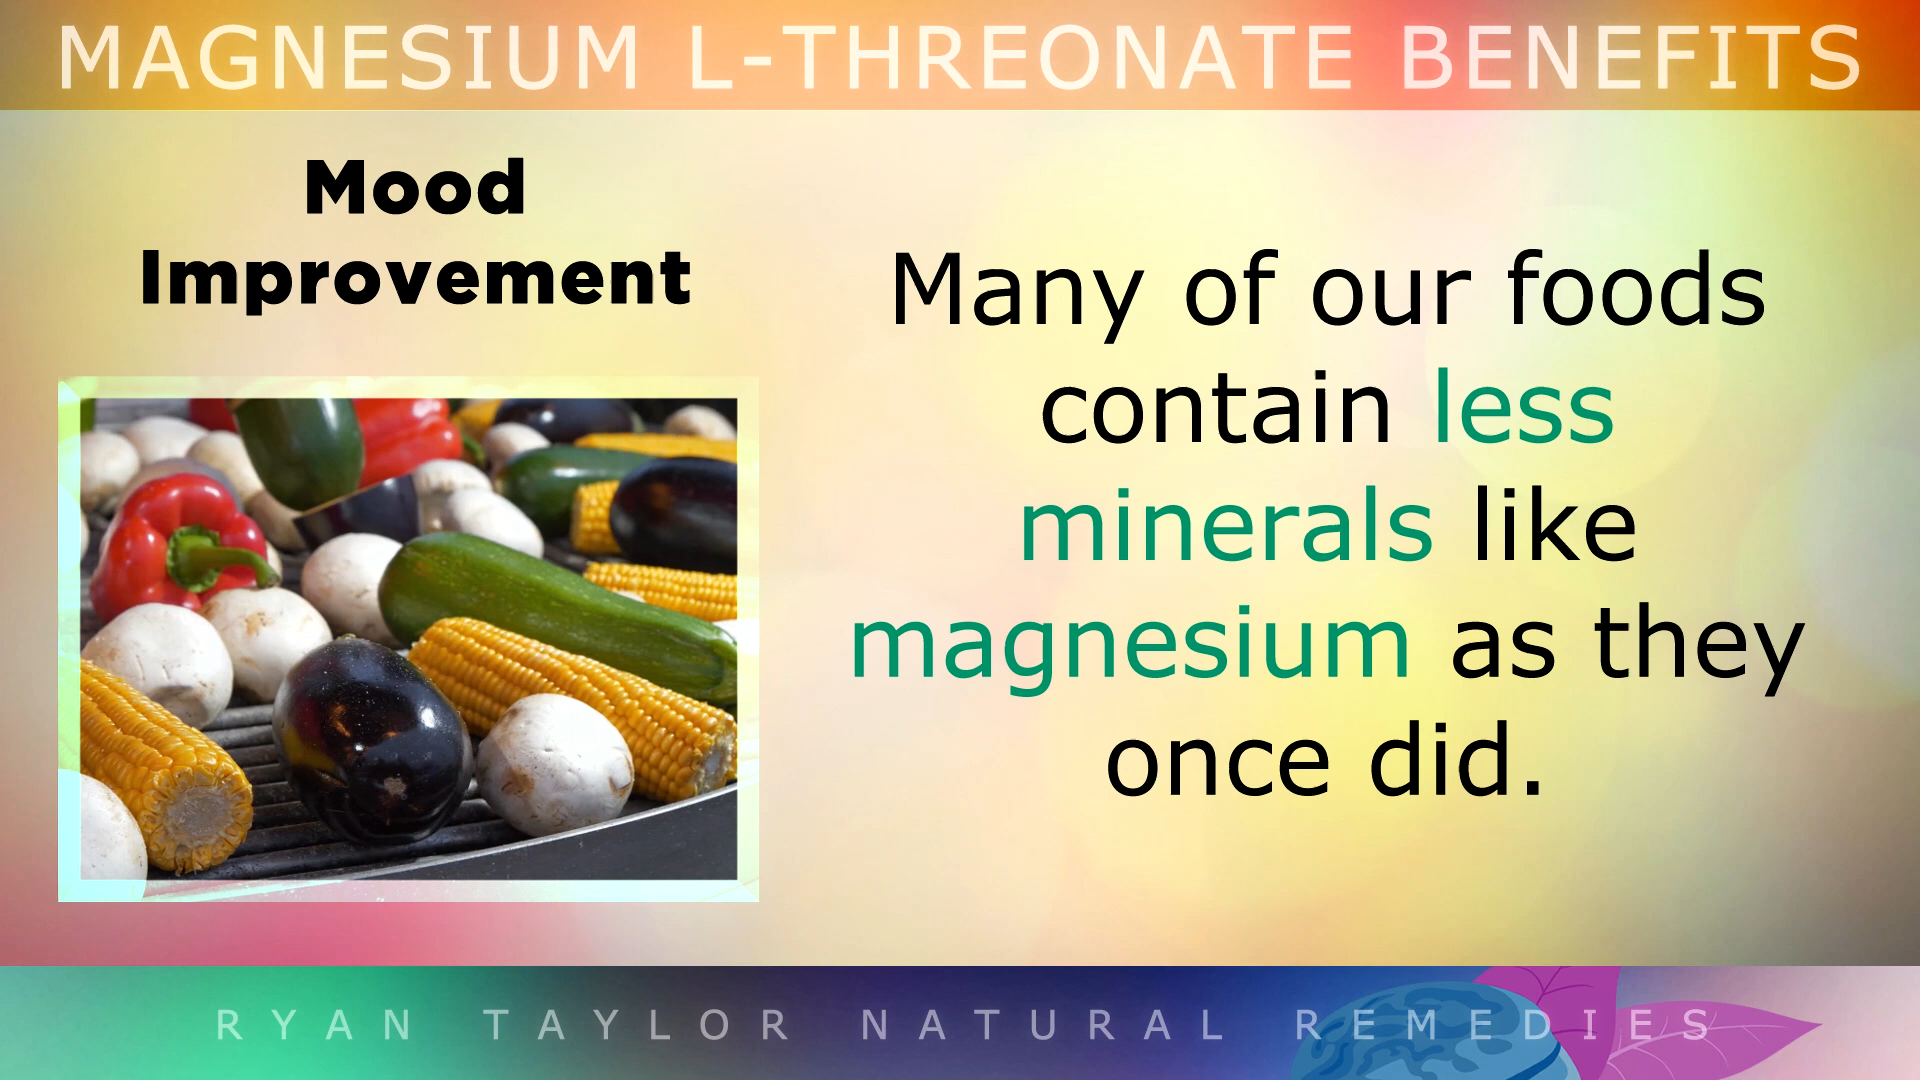 MAGNESIUM L-THREONATE BENEFITS
Mood
Improvement
Many of our foods
contain less
minerals like
magnesium as they
once did.
RYAN TAYLOR NATURAL REMEDIES